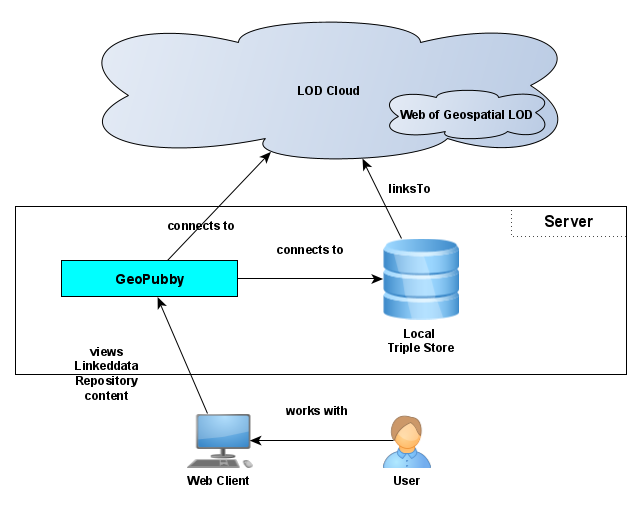 LOD Cloud
Web of Geospatial LOD
linksTo
connects to
Server
connects to
GeoPubby
Local
Triple Store
views
Linkeddata
Repository
content
works with
Web Client
User